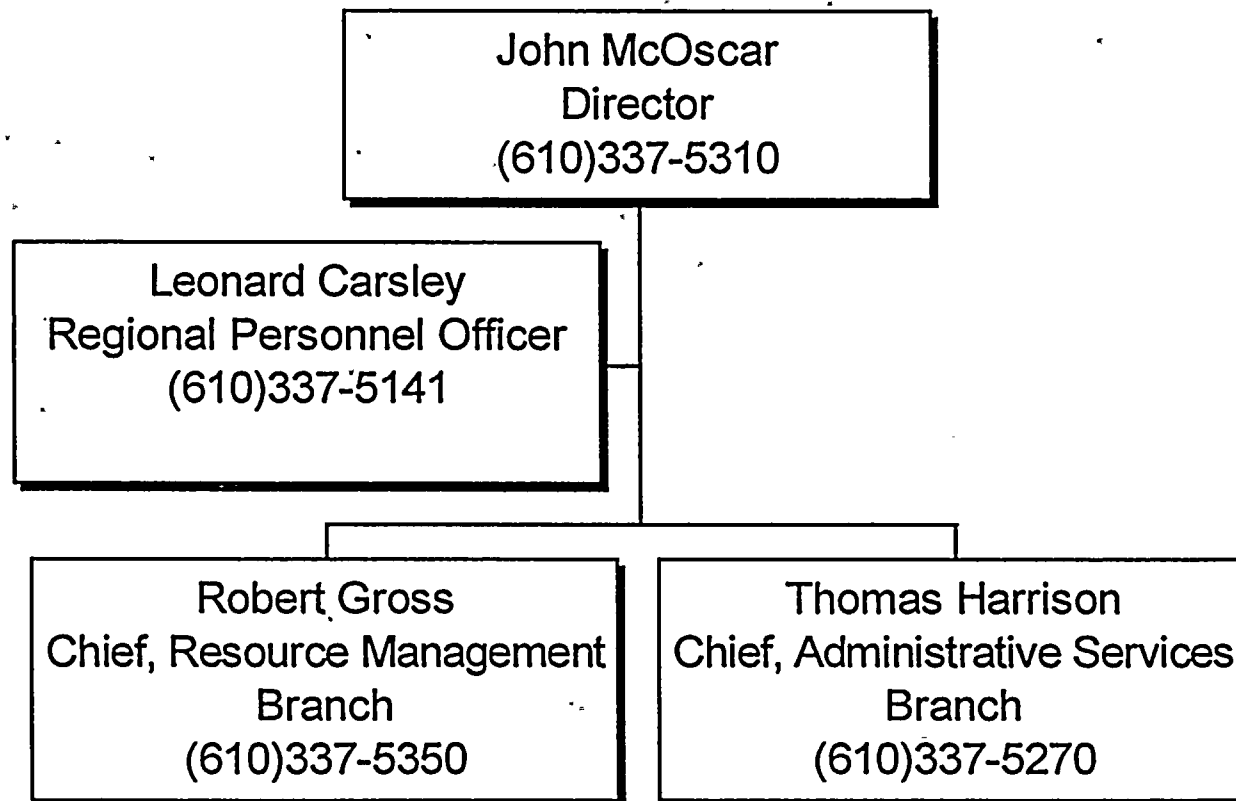 John McOscar
Director
(610)337-5310
Leonard Carsley
Regional Personnel Officer
(610)337-5141
Robert Gross
Chief, Resource Management
Branch
(610)337-5350
Thomas Harrison
Chief, Administrative Services
Branch
(610)337-5270